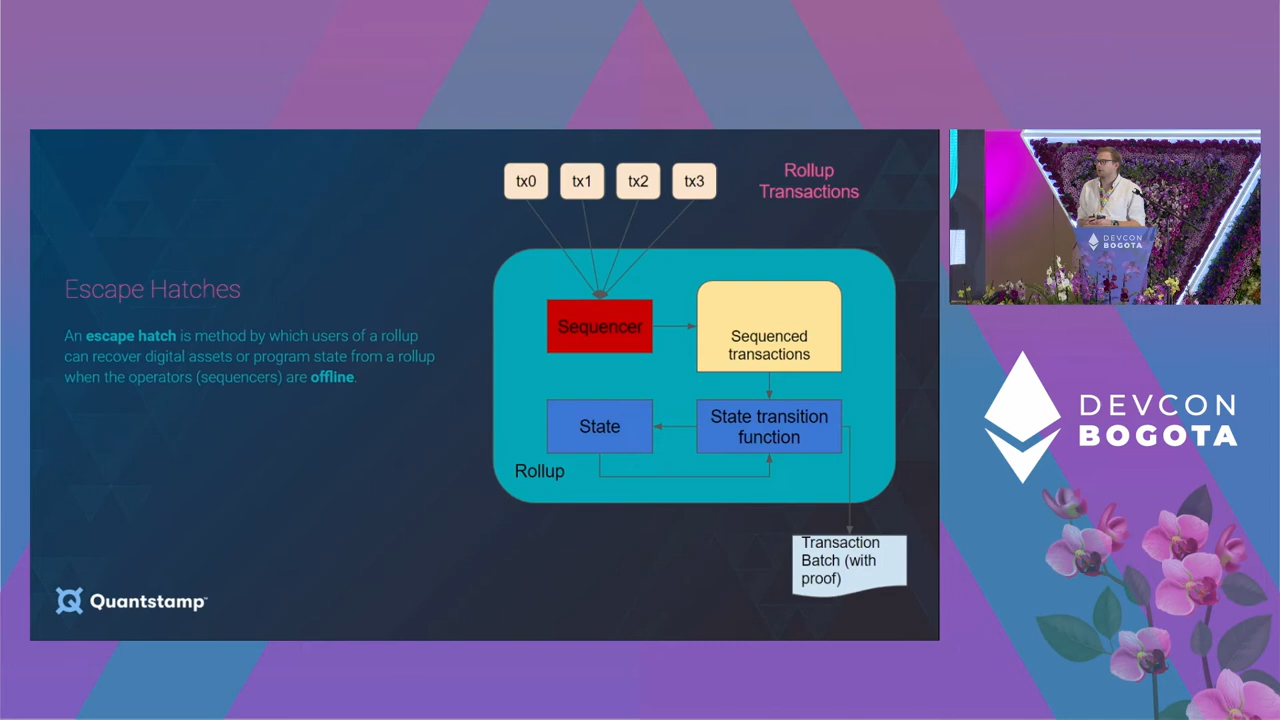 tx0
tx1
tx2
tx3
Rollup
Transactions
Escape Hatches
An escape hatch is method by which users of a rollup
can recover digital assets or program state from a rollup
when the operators (sequencers) are offline.
Sequencer
Sequenced
transactions
State
State transition
function
Rollup
Transaction
Batch (with
proof)
Quantstamp
DEVCON
BOGOTA
DEVCON
BOGOTA